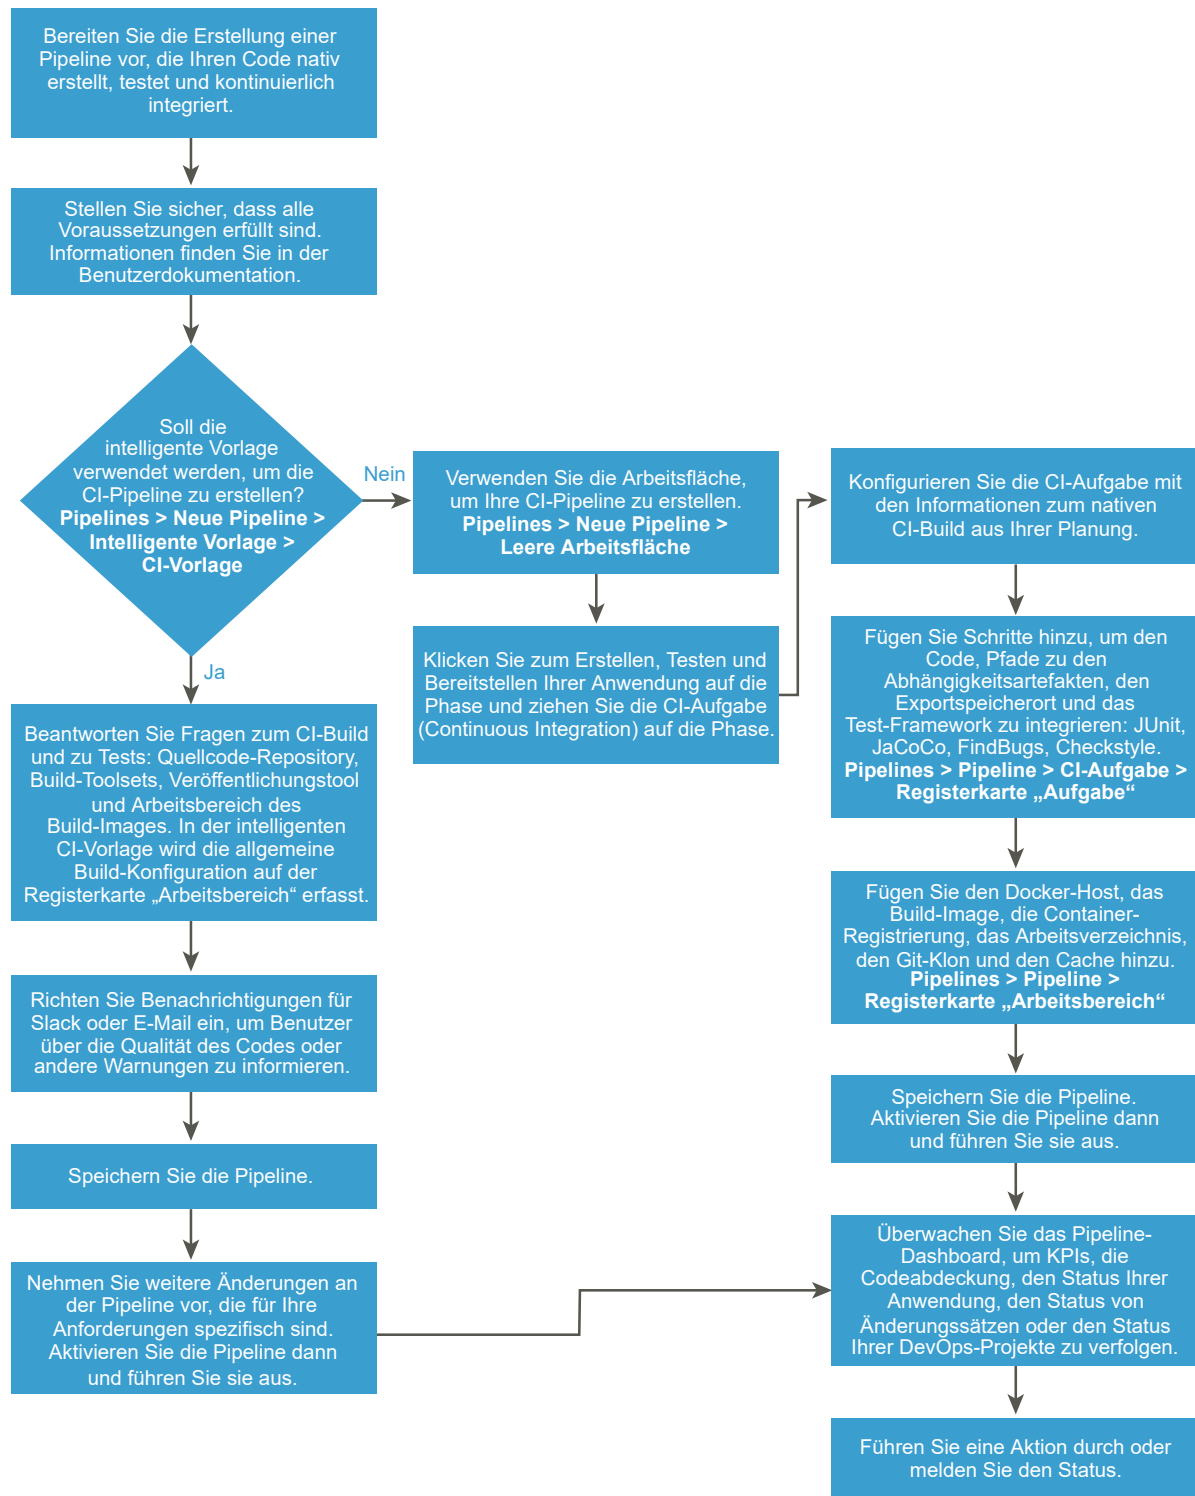 Bereiten Sie die Erstellung einer
Pipeline vor, die Ihren Code nativ
erstellt, testet und kontinuierlich
integriert.
Stellen Sie sicher, dass alle
Voraussetzungen erfüllt sind.
Informationen finden Sie in der
Benutzerdokumentation.
Soll die
intelligente Vorlage
verwendet werden, um die
CI-Pipeline zu erstellen?
Pipelines > Neue Pipeline >
Intelligente Vorlage >
CI-Vorlage
Nein
Ja
Beantworten Sie Fragen zum CI-Build
und zu Tests: Quellcode-Repository,
Build-Toolsets, Veröffentlichungstool
und Arbeitsbereich des
Build-Images. In der intelligenten
CI-Vorlage wird die allgemeine
Build-Konfiguration auf der
Registerkarte „Arbeitsbereich“ erfasst.
Richten Sie Benachrichtigungen für
Slack oder E-Mail ein, um Benutzer
über die Qualität des Codes oder
andere Warnungen zu informieren.
Speichern Sie die Pipeline.
Nehmen Sie weitere Änderungen an
der Pipeline vor, die für Ihre
Anforderungen spezifisch sind.
Aktivieren Sie die Pipeline dann
und führen Sie sie aus.
Verwenden Sie die Arbeitsfläche,
um Ihre CI-Pipeline zu erstellen.
Pipelines > Neue Pipeline >
Leere Arbeitsfläche
Klicken Sie zum Erstellen, Testen und
Bereitstellen Ihrer Anwendung auf die
Phase und ziehen Sie die CI-Aufgabe
(Continuous Integration) auf die Phase.
Konfigurieren Sie die CI-Aufgabe mit
den Informationen zum nativen
CI-Build aus Ihrer Planung.
Fügen Sie Schritte hinzu, um den
Code, Pfade zu den
Abhängigkeitsartefakten, den
Exportspeicherort und das
Test-Framework zu integrieren: JUnit,
JaCoCo, FindBugs, Checkstyle.
Pipelines > Pipeline > CI-Aufgabe >
Registerkarte „Aufgabe“
Fügen Sie den Docker-Host, das
Build-Image, die Container-
Registrierung, das Arbeitsverzeichnis,
den Git-Klon und den Cache hinzu.
Pipelines > Pipeline >
Registerkarte „Arbeitsbereich“
Speichern Sie die Pipeline.
Aktivieren Sie die Pipeline dann
und führen Sie sie aus.
Überwachen Sie das Pipeline-
Dashboard, um KPIs, die
Codeabdeckung, den Status Ihrer
Anwendung, den Status von
Änderungssätzen oder den Status
Ihrer DevOps-Projekte zu verfolgen.
Führen Sie eine Aktion durch oder
melden Sie den Status.